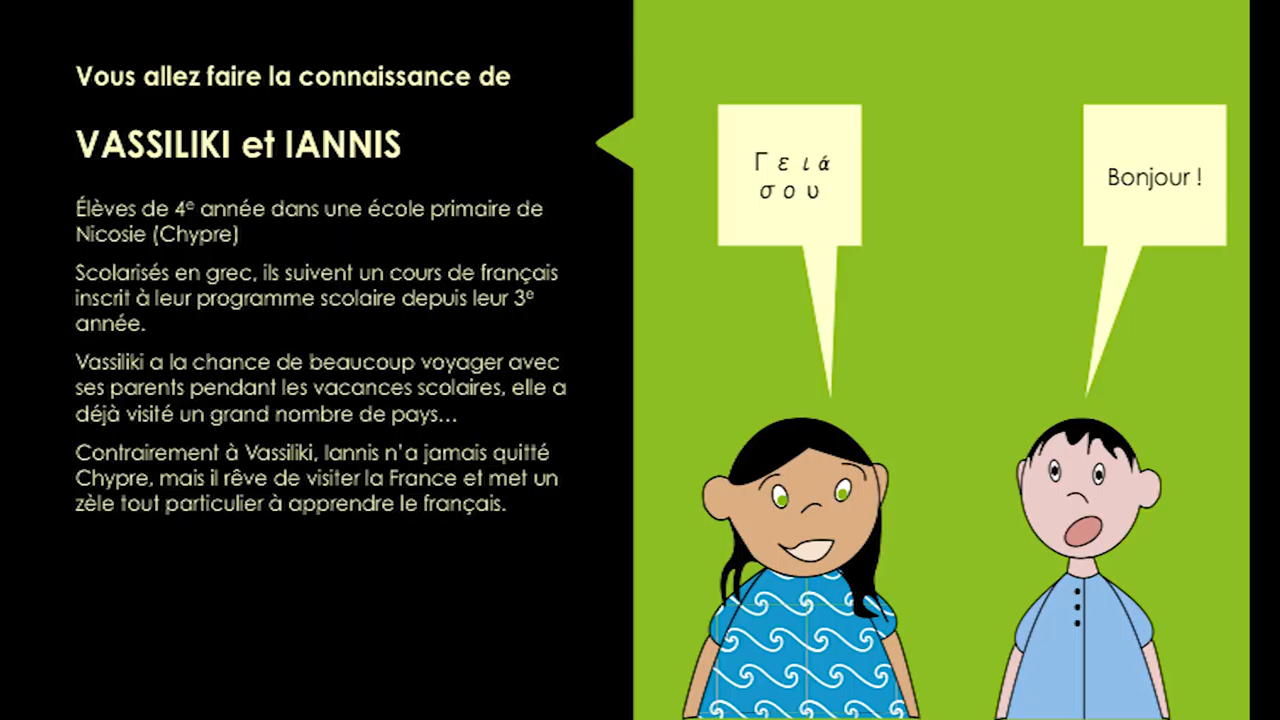 Vous allez faire la connaissance de
VASSILIKI et IANNIS
Élèves de 4e année dans une école primaire de
Nicosie (Chypre)
Scolarisés en grec, ils suivent un cours de français
inscrit à leur programme scolaire depuis leur 3e
année.
Vassiliki a la chance de beaucoup voyager avec
ses parents pendant les vacances scolaires, elle a
déjà visité un grand nombre de pays…
Contrairement à Vassiliki, Iannis n’a jamais quitté
Chypre, mais il rêve de visiter la France et met un
zèle tout particulier à apprendre le français.
Γειά
σου
Bonjour !